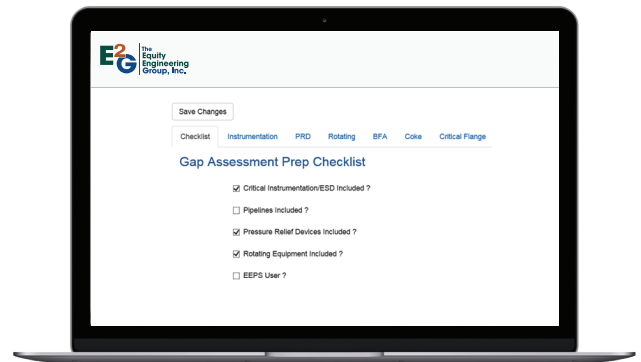 E2G
The
Equity
Engineering
Group, Inc.
Save Changes
Checklist Instrumentation PRD Rotating BFA Coke Critical Flange
Gap Assessment Prep Checklist
Critical Instrumentation/ESD Included ?
Pipelines Included ?
Pressure Relief Devices Included ?
Rotating Equipment Included ?
EEPS User ?